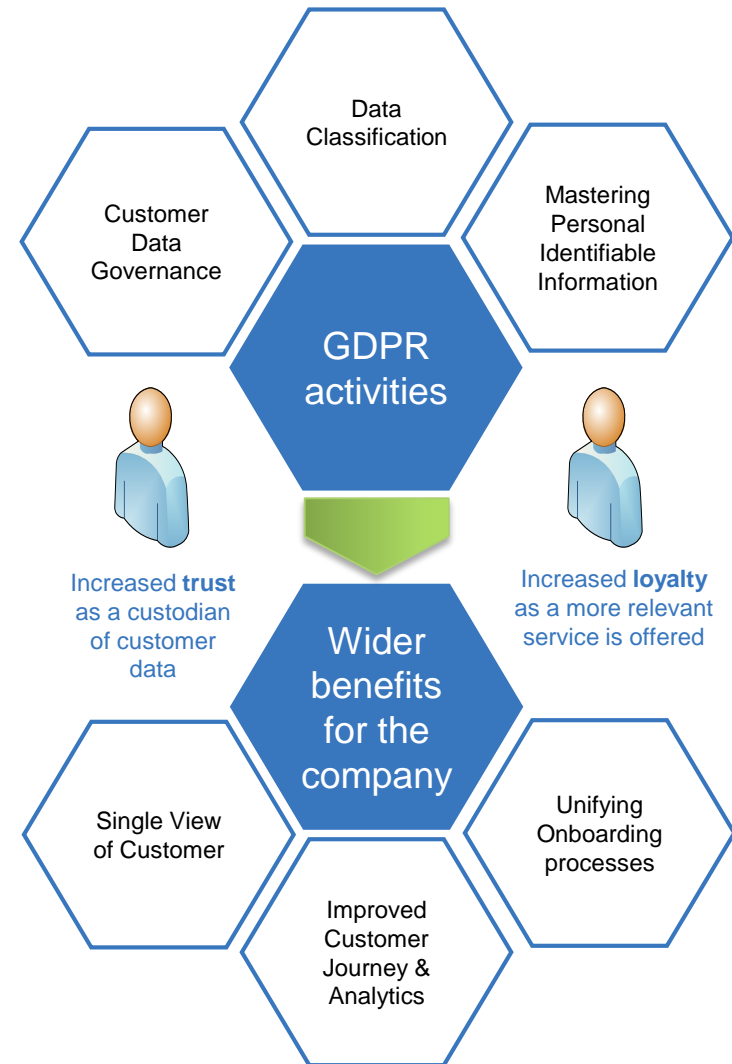 Data
Classification
Customer
Data
Governance
Mastering
Personal
Identifiable
Information
GDPR
activities
Increased trust
as a custodian
of customer
data
Increased loyalty
as a more relevant
service is offered
Wider
benefits
for the
company
Single View
of Customer
Improved
Customer
Journey &
Analytics
Unifying
Onboarding
processes